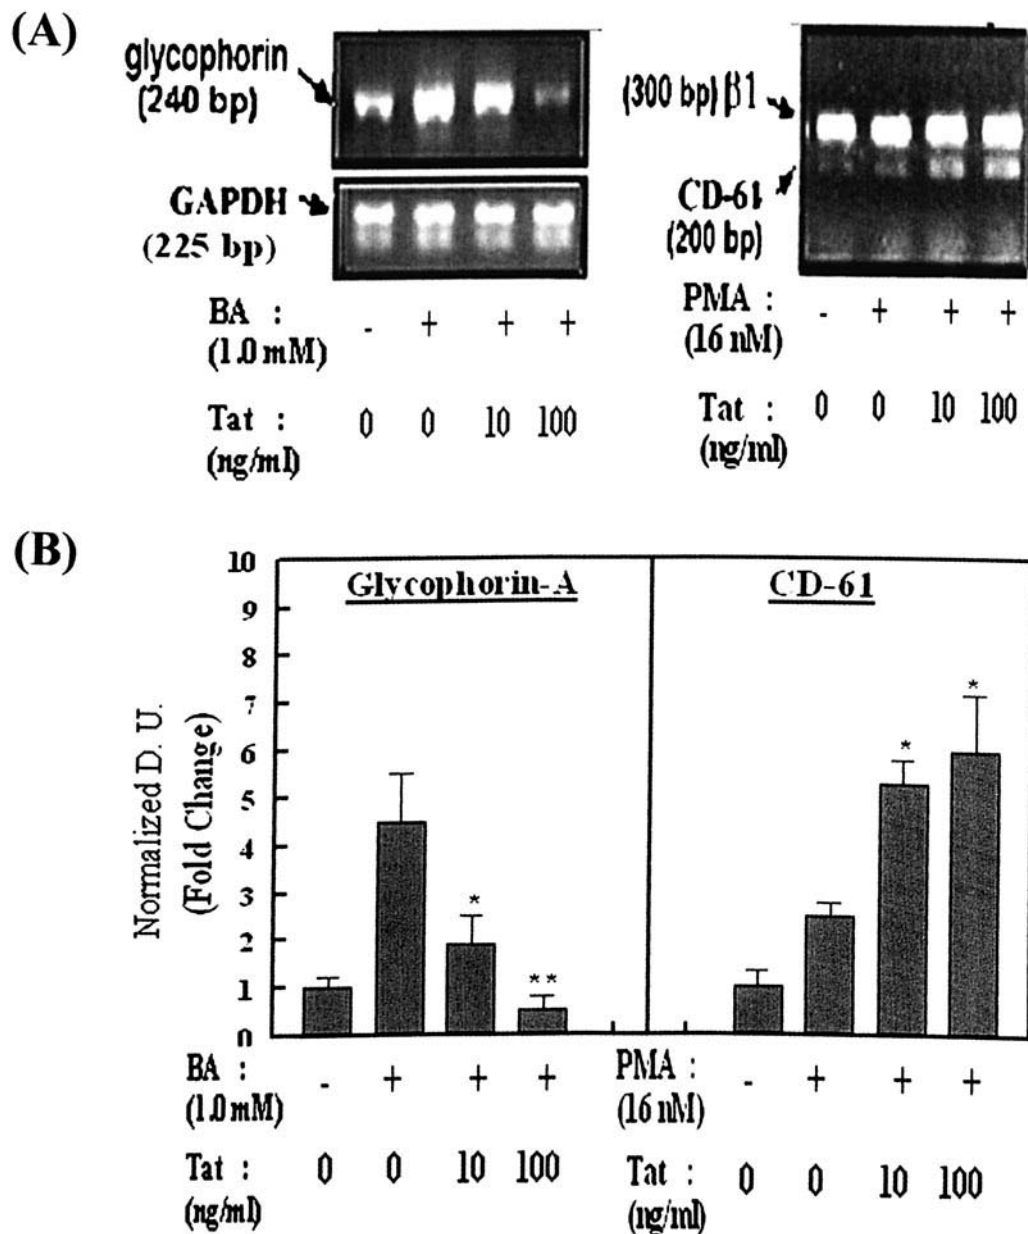 (A)
glycophorin
(240 bp)
GAPDH
(225 bp)
BA : - + + +
(1.0 mM)
Tat : 0 0 10 100
(ng/ml)
(300 bp) β1
CD-61
(200 bp)
PMA : - + + +
(16 nM)
Tat : 0 0 10 100
(ng/ml)
(B)
Normalized D. U.
(Fold Change)
10
9
8
7
6
5
4
3
2
1
0
Glycophorin-A
* **
CD-61
* *
BA : - + + +
(1.0 mM)
Tat : 0 0 10 100
(ng/ml)
PMA : - + + +
(16 nM)
Tat : 0 0 10 100
(ng/ml)